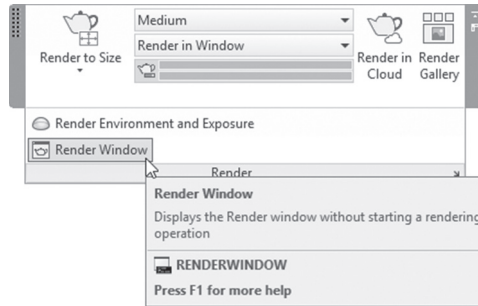 Medium
Render in Window
Render to Size
Render in Cloud
Render Gallery
Render Environment and Exposure
Render Window
Render
Render Window
Displays the Render window without starting a rendering
operation
RENDERWINDOW
Press F1 for more help